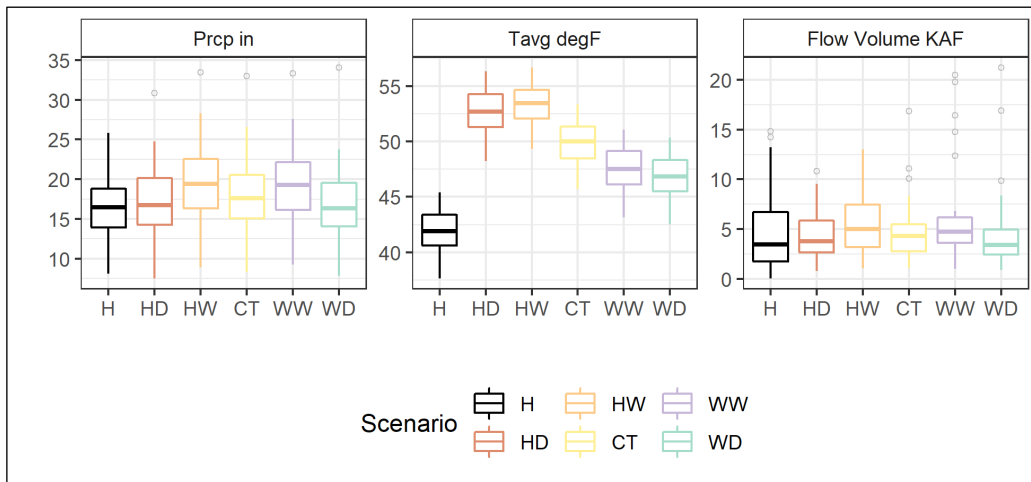 Prcp in
Tavg degF
Flow Volume KAF
35
30
25
20
15
10
H HD HW CT WW WD
55
50
45
40
H HD HW CT WW WD
20
15
10
5
0
H HD HW CT WW WD
Scenario
H HW WW
HD CT WD